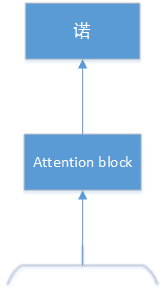 诺
Attention block